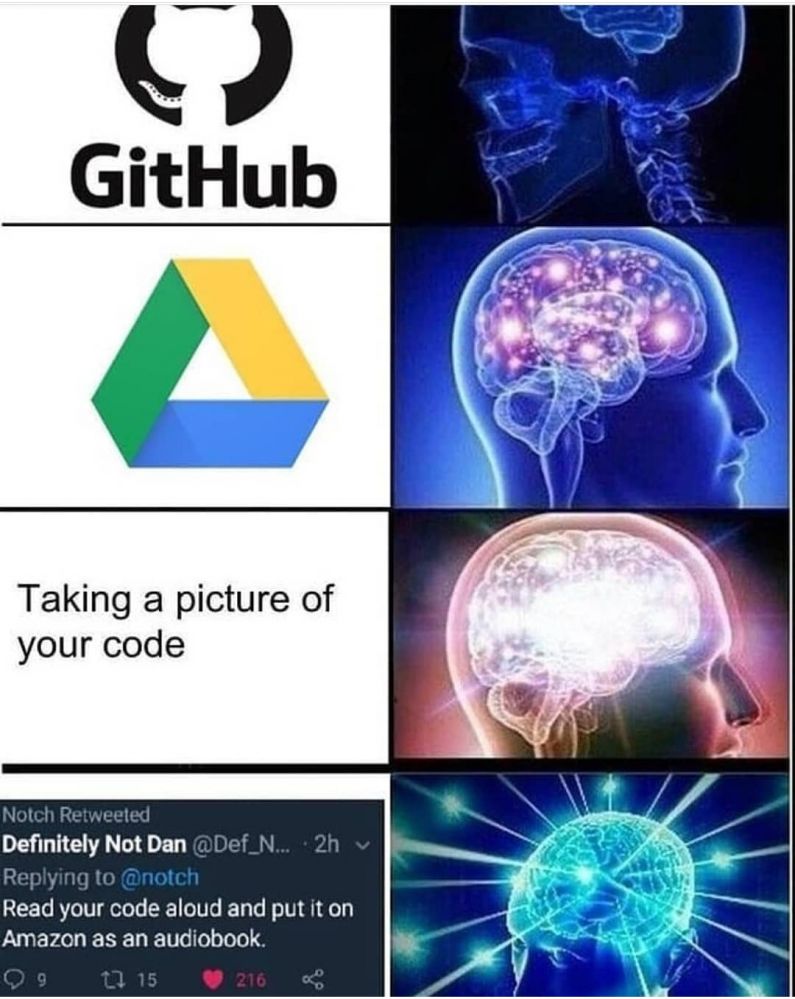 GitHub
Taking a picture of
your code
Notch Retweeted
Definitely Not Dan @Def_N... · 2h
Replying to @notch
Read your code aloud and put it on
Amazon as an audiobook.
9 15 216